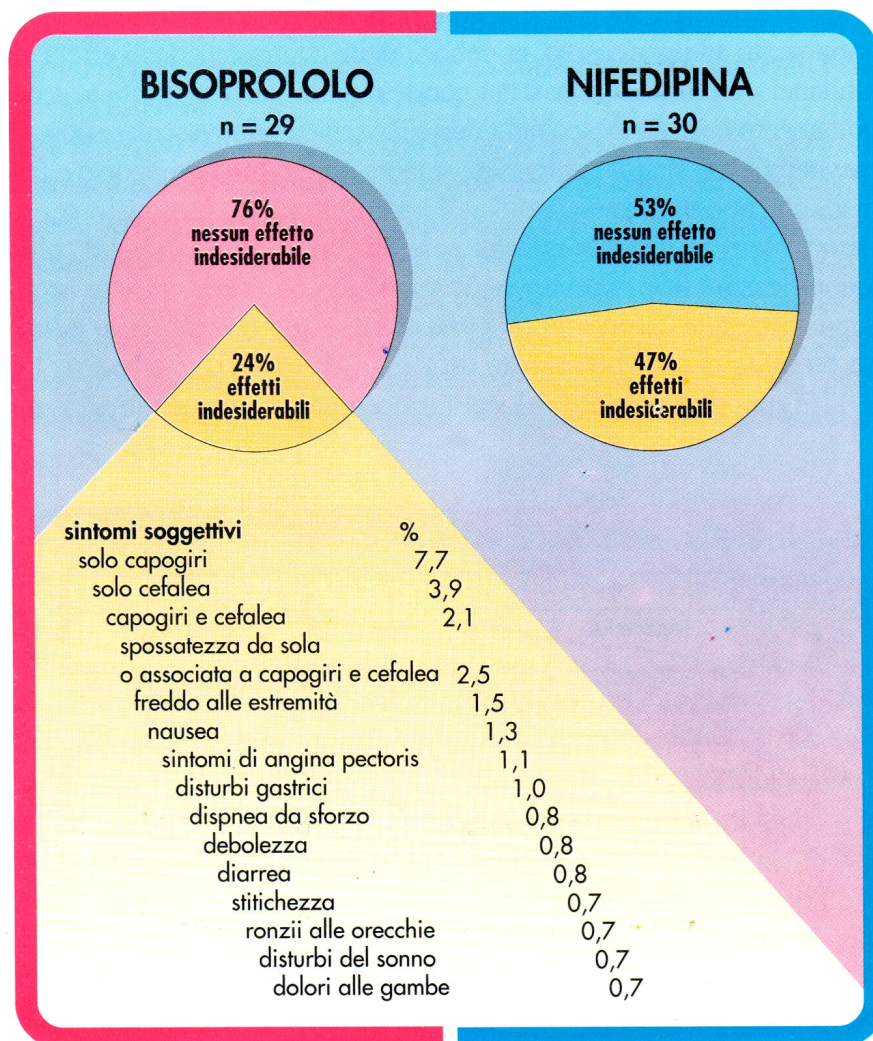 BISOPROLOLO
n = 29
76%
nessun effetto
indesiderabile
24%
effetti
indesiderabili
NIFEDIPINA
n = 30
53%
nessun effetto
indesiderabile
47%
effetti
indesiderabili
sintomi soggettivi %
solo capogiri 7,7
solo cefalea 3,9
capogiri e cefalea 2,1
spossatezza da sola
o associata a capogiri e cefalea 2,5
freddo alle estremità 1,5
nausea 1,3
sintomi di angina pectoris 1,1
disturbi gastrici 1,0
dispnea da sforzo 0,8
debolezza 0,8
diarrea 0,8
stitichezza 0,7
ronzii alle orecchie 0,7
disturbi del sonno 0,7
dolori alle gambe 0,7